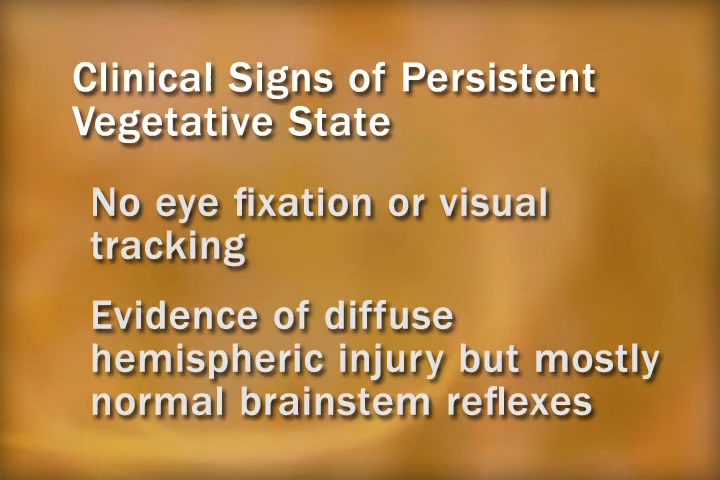 Clinical Signs of Persistent
Vegetative State
No eye fixation or visual
tracking
Evidence of diffuse
hemispheric injury but mostly
normal brainstem reflexes